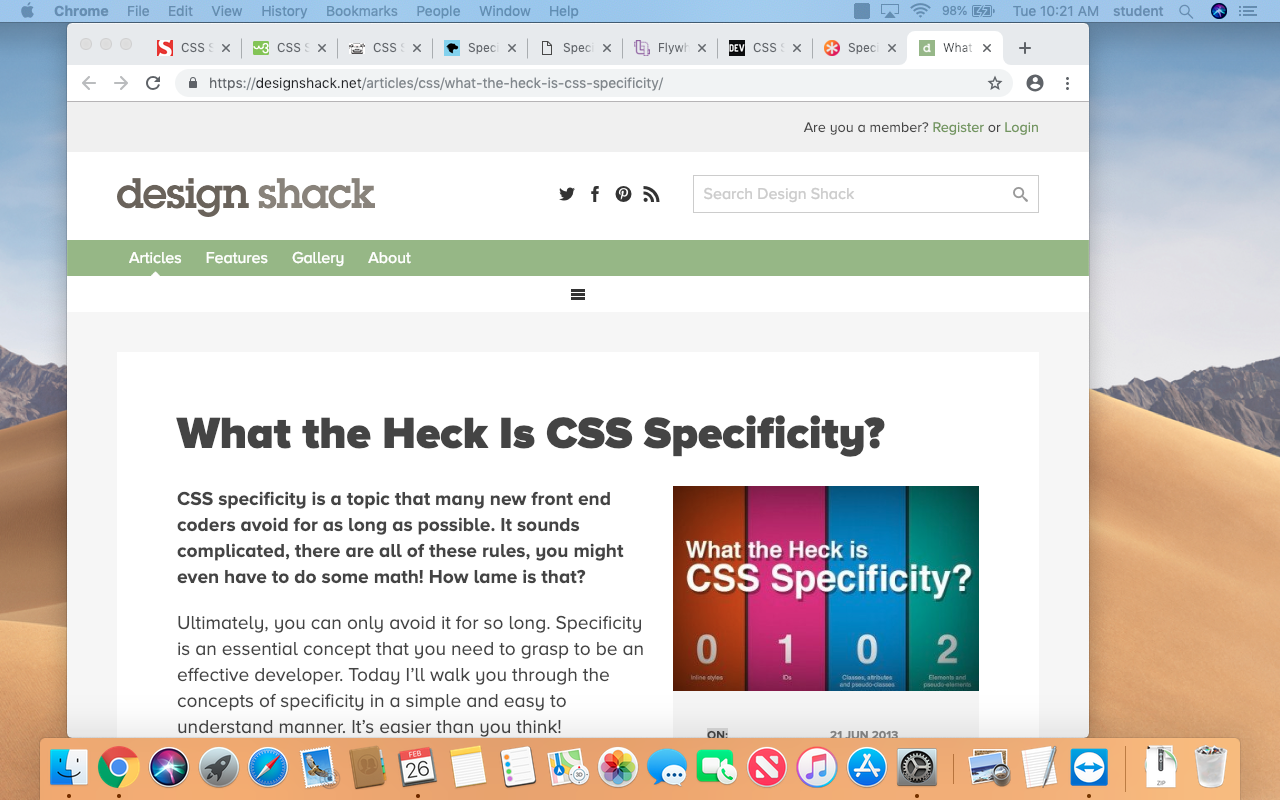 Chrome File Edit View History Bookmarks People Window Help 98% Tue 10:21 AM student
CSS S CSS S CSS S Speci Speci Flywh DEV CSS S Speci d What
https://designshack.net/articles/css/what-the-heck-is-css-specificity/
Are you a member? Register or Login
design shack
Search Design Shack
Articles Features Gallery About
What the Heck Is CSS Specificity?
CSS specificity is a topic that many new front end
coders avoid for as long as possible. It sounds
complicated, there are all of these rules, you might
even have to do some math! How lame is that?
Ultimately, you can only avoid it for so long. Specificity
is an essential concept that you need to grasp to be an
effective developer. Today I'll walk you through the
concepts of specificity in a simple and easy to
understand manner. It's easier than you think!
What the Heck is
CSS Specificity?
0 1 0 2
Inline styles IDs Classes, attributes and pseudo-classes Elements and pseudo-elements
ON: 21 JUN 2013
FEB
26
ZIP